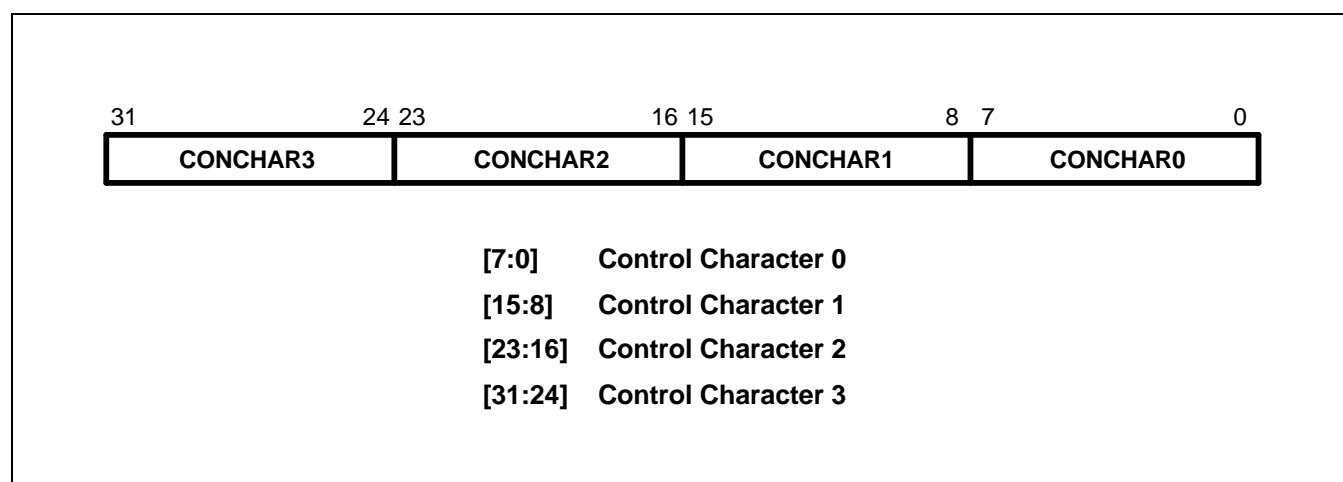 31 24 23 16 15 8 7 0
CONCHAR3 CONCHAR2 CONCHAR1 CONCHAR0
[7:0] Control Character 0
[15:8] Control Character 1
[23:16] Control Character 2
[31:24] Control Character 3